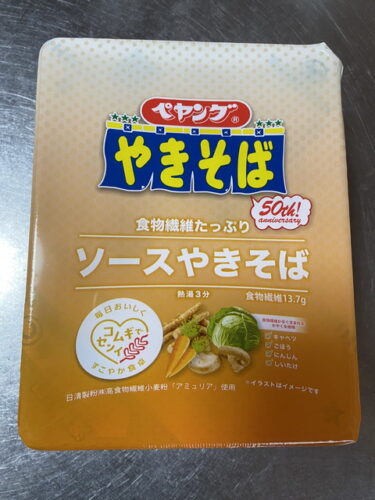 ペヤング®
やきそば
50th!
anniversary
食物繊維たっぷり
ソースやきそば
熱湯3分
食物繊維13.7g
毎日おいしく
コムギで
センイ
すこやか食卓
キャベツ
ごぼう
にんじん
しいたけ
日清製粉㈱高食物繊維小麦粉「アミュリア」使用
※イラストはイメージです